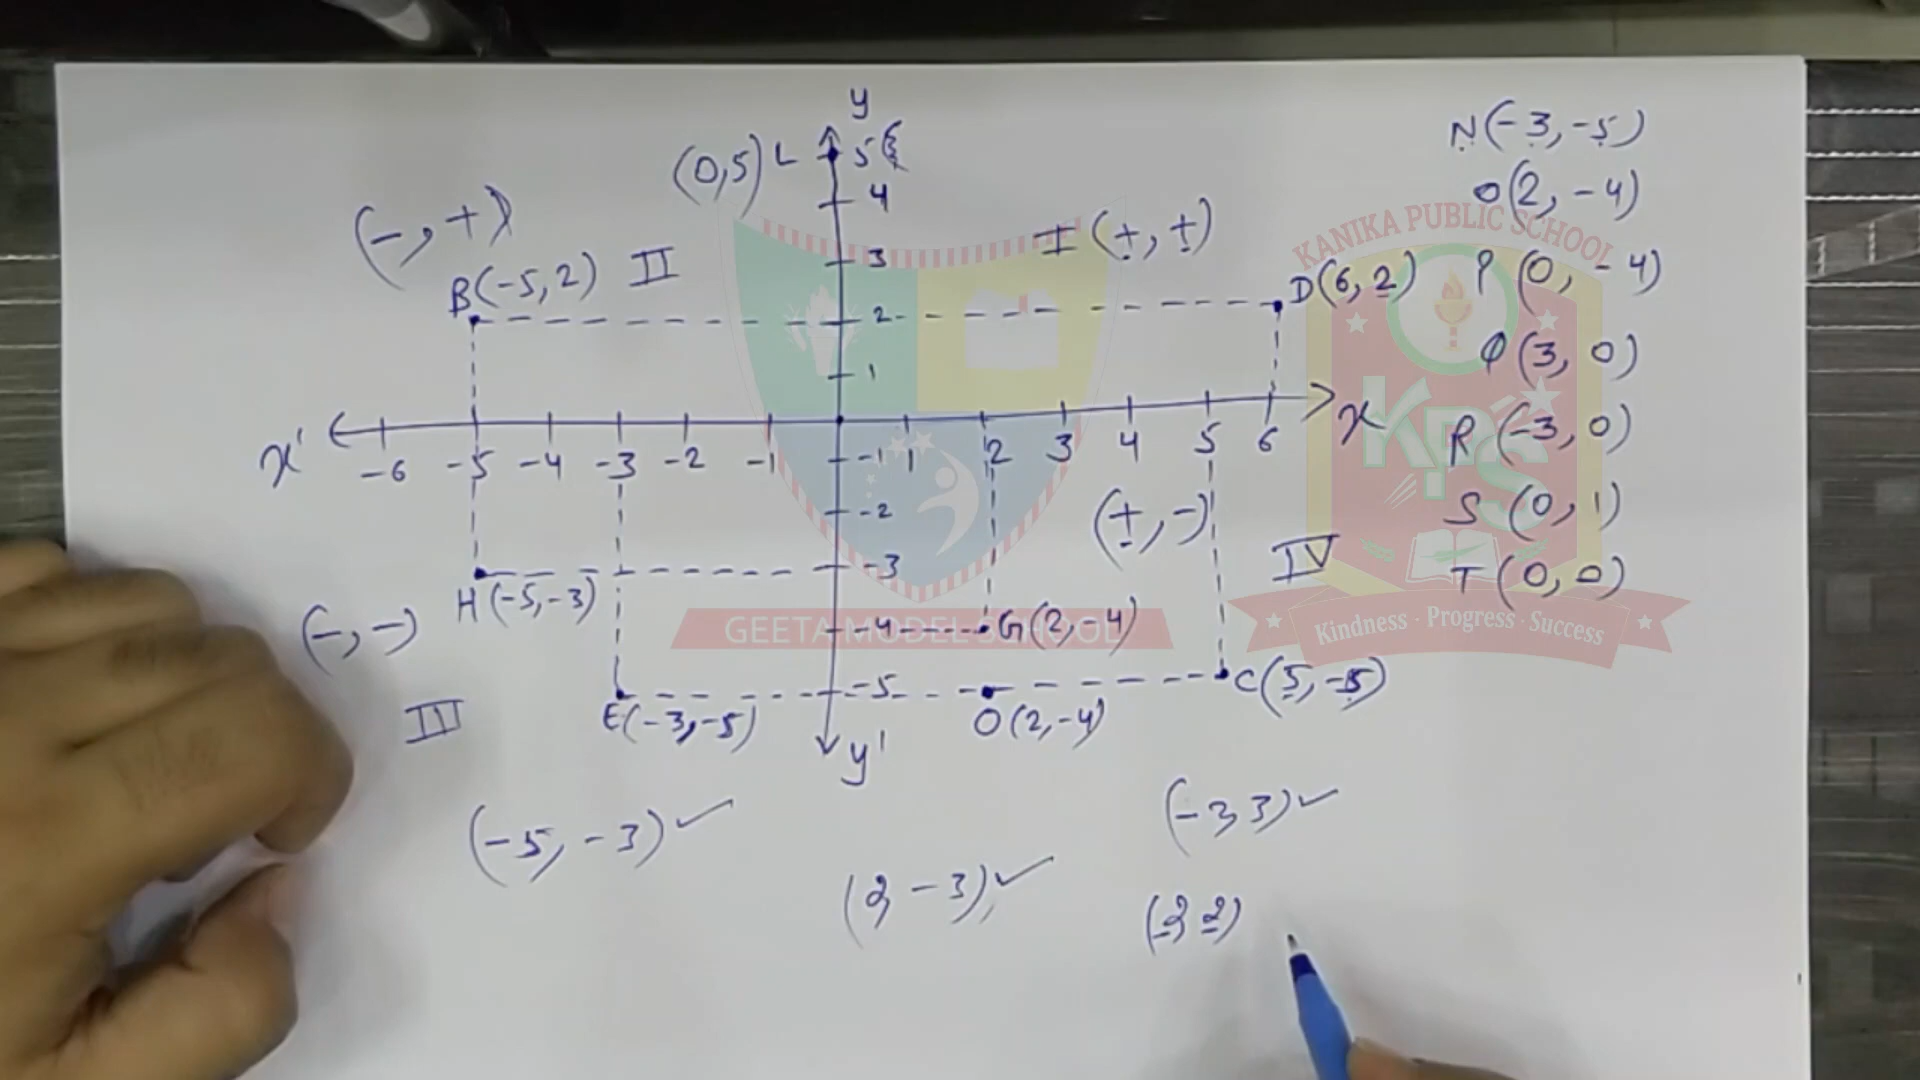 y
(0,5) L 5
4
3
2
1
-1
-2
-3
-4
-5
y'
x' -6 -5 -4 -3 -2 -1 1 2 3 4 5 6 x
(-, +)
B(-5, 2) II
I (+, +)
D(6, 2)
H(-5, -3)
(-, -)
III
E(-3, -5)
(+, -)
IV
G(2, -4)
C(5, -5)
O(2, -4)
N(-3, -5)
O(2, -4)
P (0, -4)
Q (3, 0)
R (-3, 0)
S (0, 1)
T (0, 0)
(-5, -3) ✓
(2, -3), ✓
(-3, 3) ✓
(2, 2)
GEETA MODEL SCHOOL
KANIKA PUBLIC SCHOOL
KPS
Kindness · Progress · Success